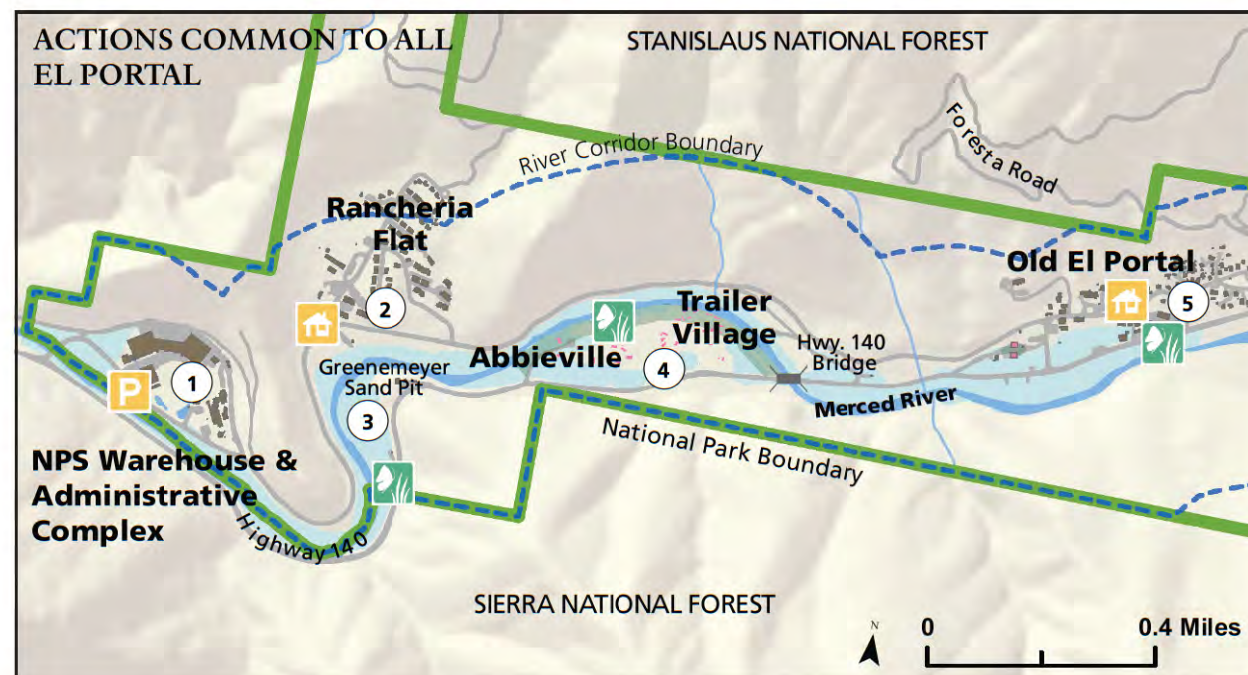 ACTIONS COMMON TO ALL
EL PORTAL
STANISLAUS NATIONAL FOREST
Foresta Road
River Corridor Boundary
Rancheria
Flat
Old El Portal
2
5
Trailer
Village
Abbieville
Hwy. 140
Bridge
Greenemeyer
Sand Pit
4
1
P
3
Merced River
National Park Boundary
NPS Warehouse &
Administrative
Complex
Highway 140
SIERRA NATIONAL FOREST
N
0
0.4 Miles